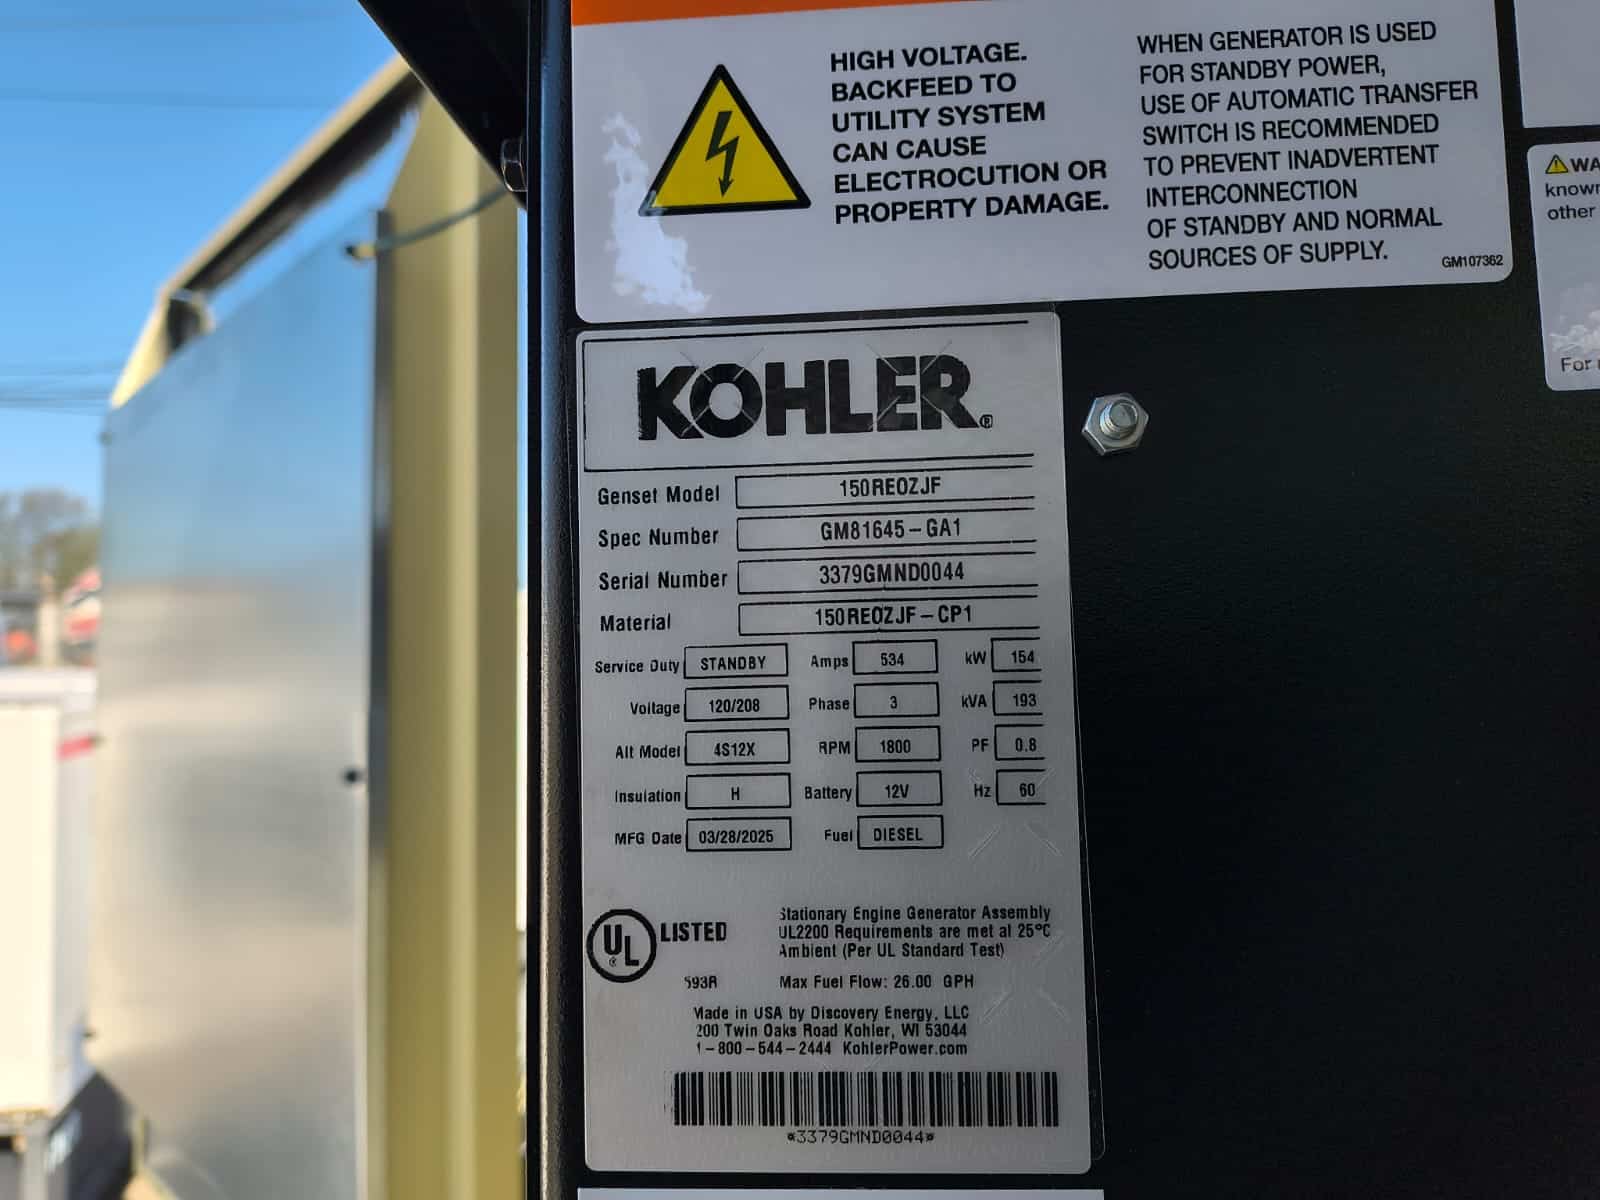 HIGH VOLTAGE.
BACKFEED TO
UTILITY SYSTEM
CAN CAUSE
ELECTROCUTION OR
PROPERTY DAMAGE.
WHEN GENERATOR IS USED
FOR STANDBY POWER,
USE OF AUTOMATIC TRANSFER
SWITCH IS RECOMMENDED
TO PREVENT INADVERTENT
INTERCONNECTION
OF STANDBY AND NORMAL
SOURCES OF SUPPLY.
GM107362
known
other
For
KOHLER®
Genset Model 150REOZJF
Spec Number GM81645-GA1
Serial Number 3379GMND0044
Material 150REOZJF-CP1
Service Duty STANDBY Amps 534 kW 154
Voltage 120/208 Phase 3 kVA 193
Alt Model 4S12X RPM 1800 PF 0.8
Insulation H Battery 12V Hz 60
MFG Date 03/28/2025 Fuel DIESEL
UL® LISTED
593R
Stationary Engine Generator Assembly
UL2200 Requirements are met at 25°C
Ambient (Per UL Standard Test)
Max Fuel Flow: 26.00 GPH
Made in USA by Discovery Energy, LLC
200 Twin Oaks Road Kohler, WI 53044
1-800-544-2444 KohlerPower.com
*3379GMND0044*